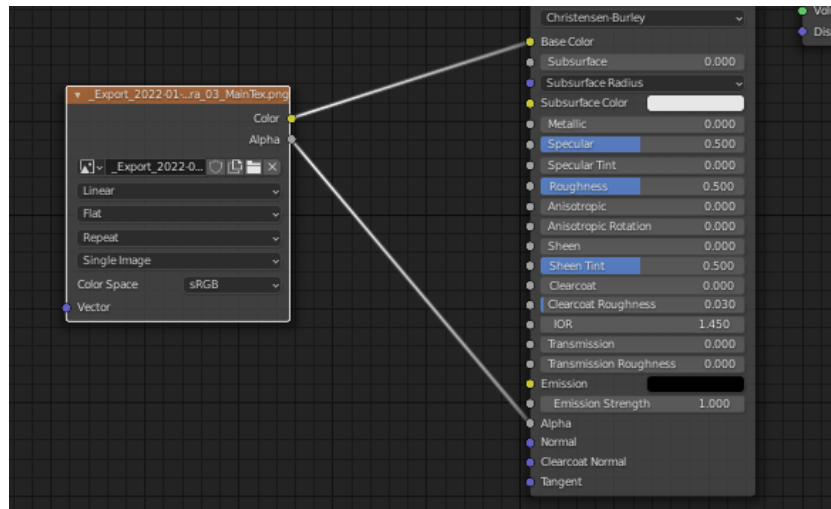 _Export_2022-01-...ra_03_MainTex.png
Color
Alpha
_Export_2022-0...
Linear
Flat
Repeat
Single Image
Color Space sRGB
Vector
Christensen-Burley
Base Color
Subsurface 0.000
Subsurface Radius
Subsurface Color
Metallic 0.000
Specular 0.500
Specular Tint 0.000
Roughness 0.500
Anisotropic 0.000
Anisotropic Rotation 0.000
Sheen 0.000
Sheen Tint 0.500
Clearcoat 0.000
Clearcoat Roughness 0.030
IOR 1.450
Transmission 0.000
Transmission Roughness 0.000
Emission
Emission Strength 1.000
Alpha
Normal
Clearcoat Normal
Tangent
Vol
Dis